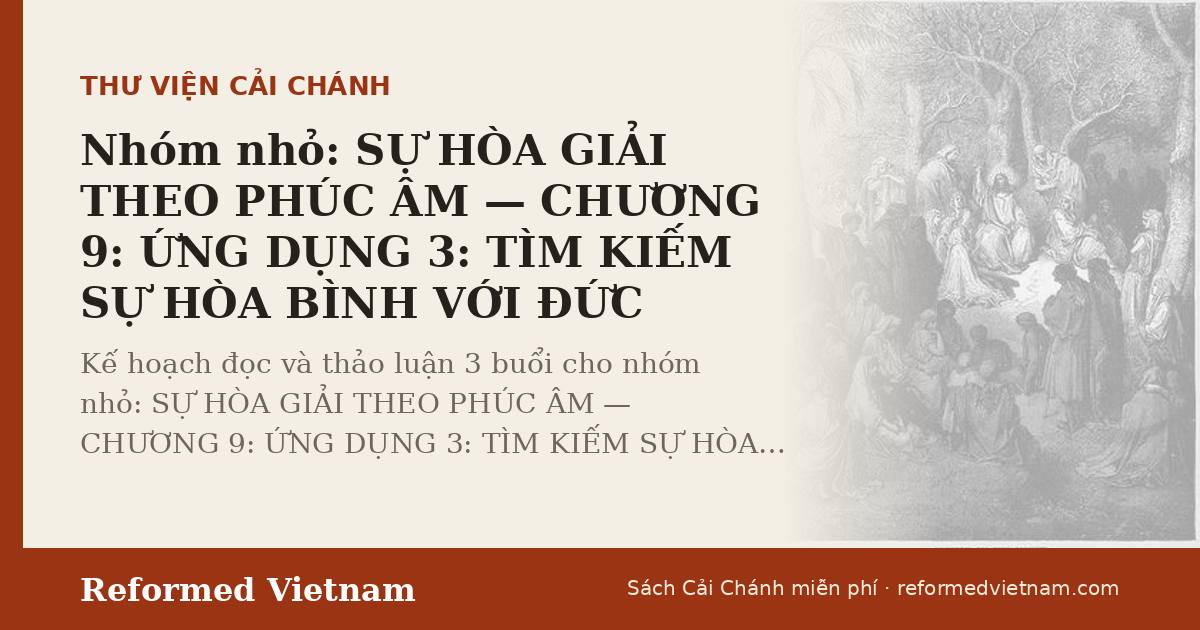 THƯ VIỆN CẢI CHÁNH
Nhóm nhỏ: SỰ HÒA GIẢI
THEO PHÚC ÂM — CHƯƠNG
9: ỨNG DỤNG 3: TÌM KIẾM
SỰ HÒA BÌNH VỚI ĐỨC
Kế hoạch đọc và thảo luận 3 buổi cho nhóm
nhỏ: SỰ HÒA GIẢI THEO PHÚC ÂM —
CHƯƠNG 9: ỨNG DỤNG 3: TÌM KIẾM SỰ HÒA…
Reformed Vietnam
Sách Cải Chánh miễn phí · reformedvietnam.com